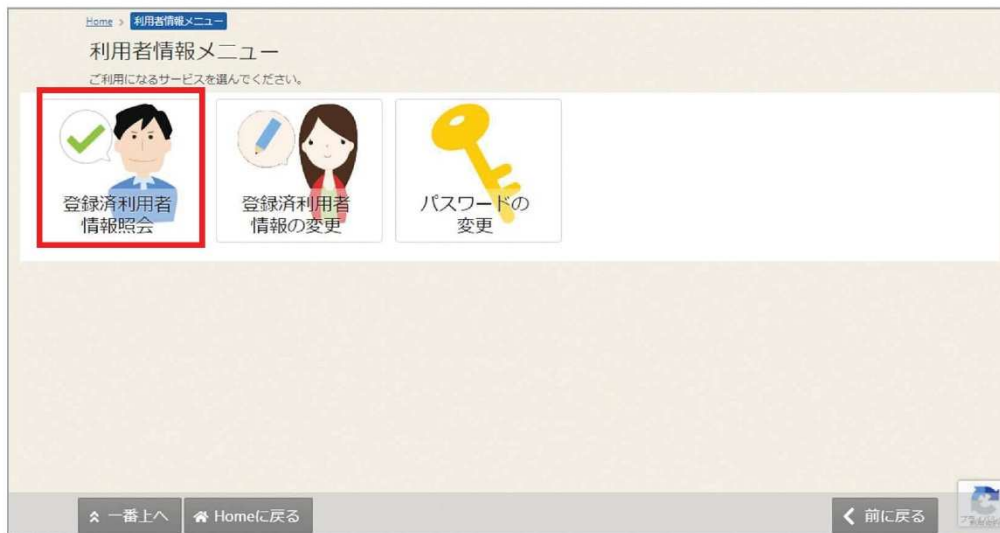 Home > 利用者情報メニュー
利用者情報メニュー
ご利用になるサービスを選んでください。
登録済利用者
情報照会
登録済利用者
情報の変更
パスワードの
変更
一番上へ
Homeに戻る
前に戻る